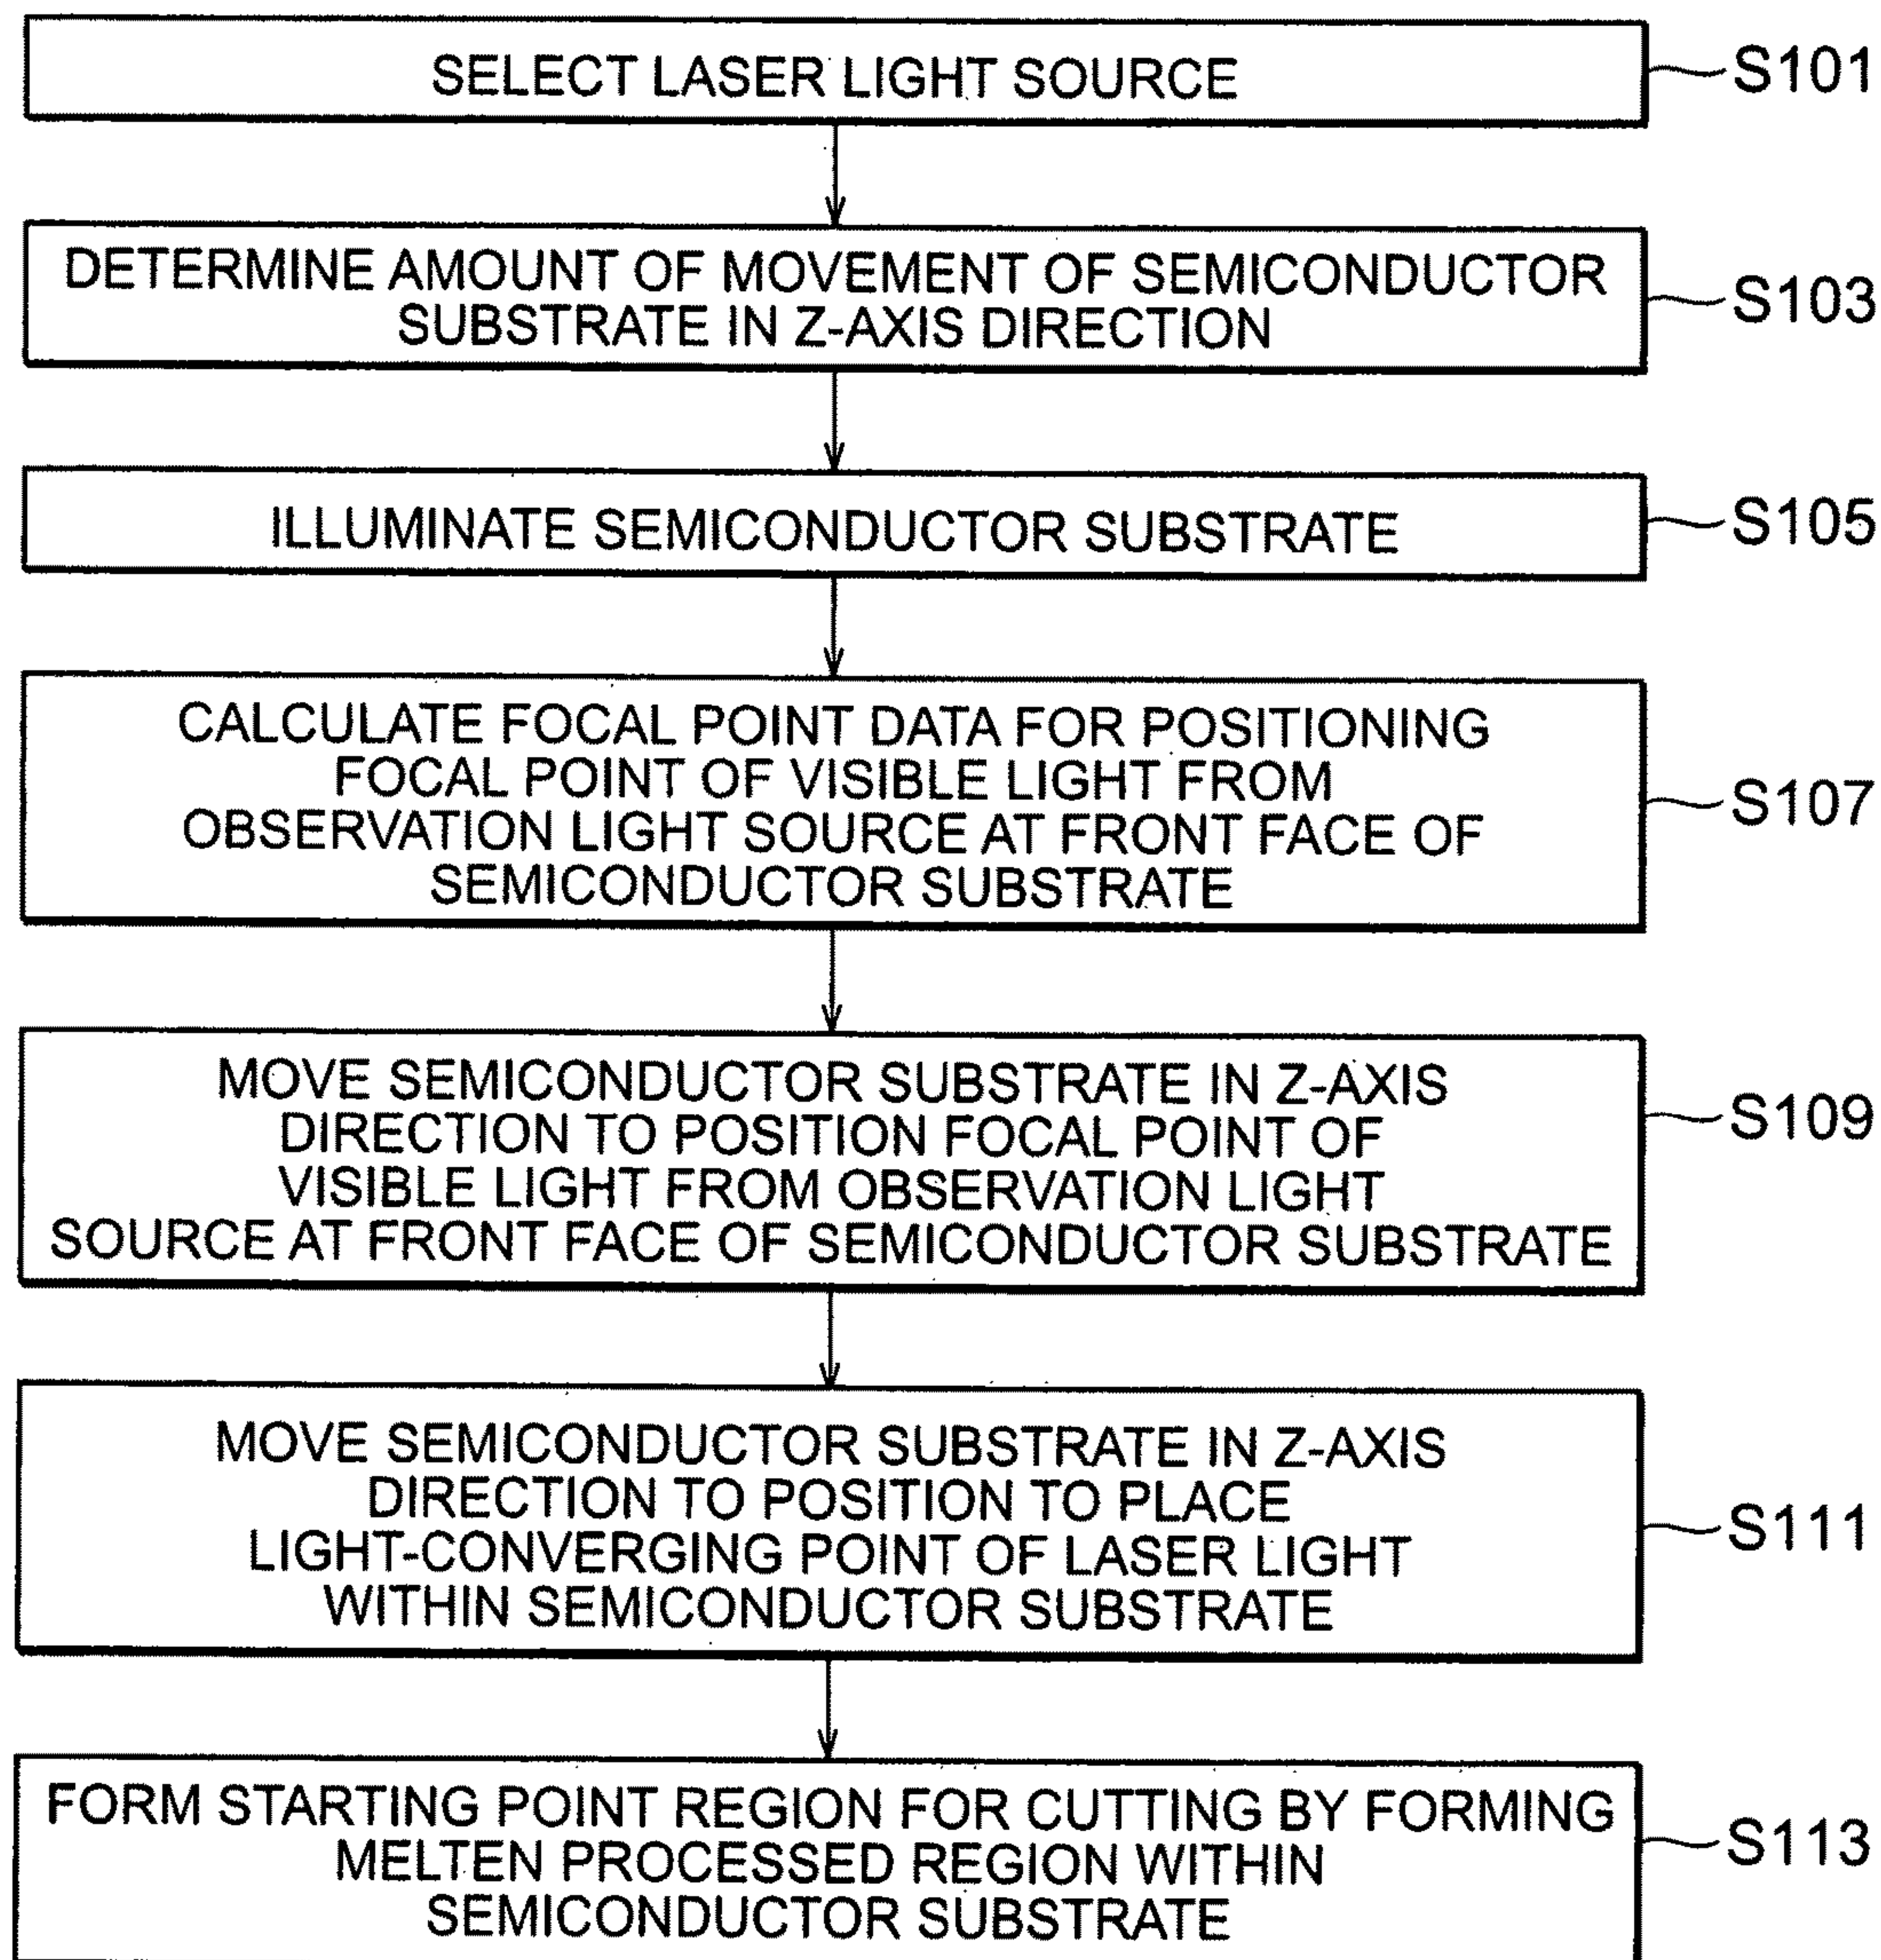 SELECT LASER LIGHT SOURCE
S101
DETERMINE AMOUNT OF MOVEMENT OF SEMICONDUCTOR
SUBSTRATE IN Z-AXIS DIRECTION
S103
ILLUMINATE SEMICONDUCTOR SUBSTRATE
S105
CALCULATE FOCAL POINT DATA FOR POSITIONING
FOCAL POINT OF VISIBLE LIGHT FROM
OBSERVATION LIGHT SOURCE AT FRONT FACE OF
SEMICONDUCTOR SUBSTRATE
S107
MOVE SEMICONDUCTOR SUBSTRATE IN Z-AXIS
DIRECTION TO POSITION FOCAL POINT OF
VISIBLE LIGHT FROM OBSERVATION LIGHT
SOURCE AT FRONT FACE OF SEMICONDUCTOR SUBSTRATE
S109
MOVE SEMICONDUCTOR SUBSTRATE IN Z-AXIS
DIRECTION TO POSITION TO PLACE
LIGHT-CONVERGING POINT OF LASER LIGHT
WITHIN SEMICONDUCTOR SUBSTRATE
S111
FORM STARTING POINT REGION FOR CUTTING BY FORMING
MELTEN PROCESSED REGION WITHIN
SEMICONDUCTOR SUBSTRATE
S113